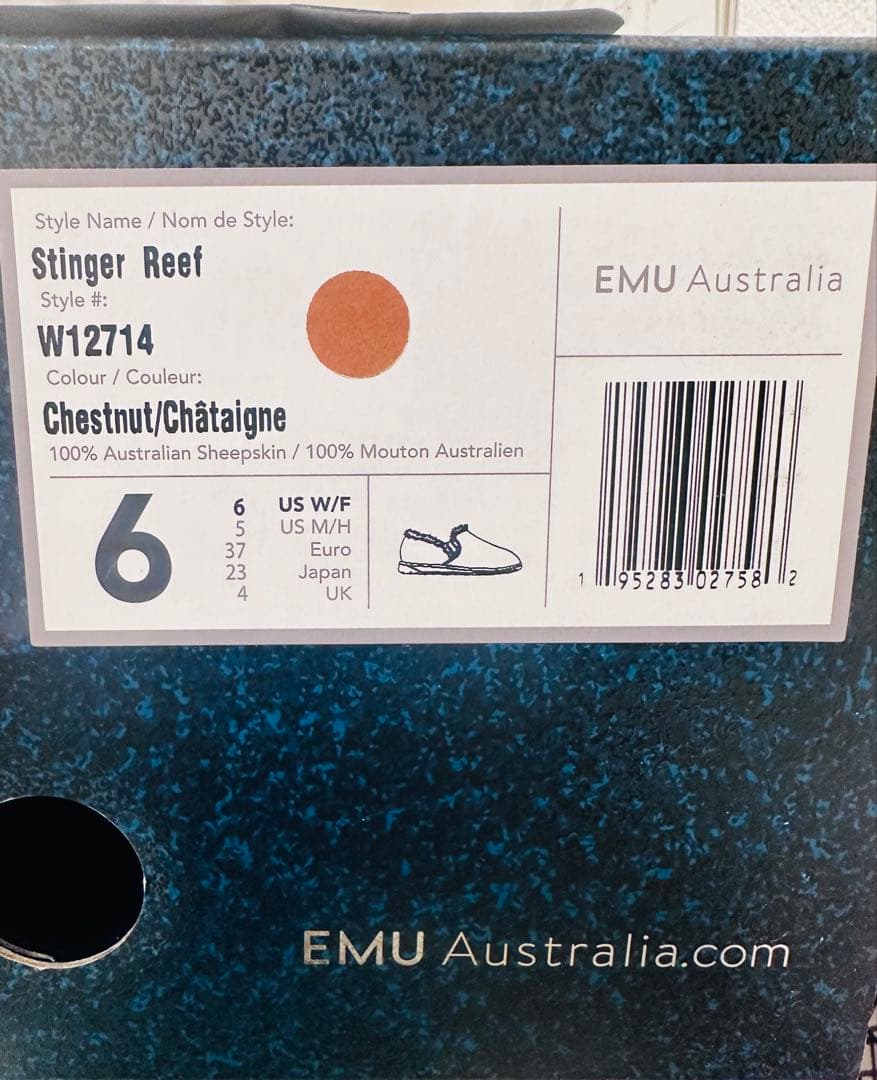 Style Name / Nom de Style:
Stinger Reef
Style #:
W12714
Colour / Couleur:
Chestnut/Châtaigne
100% Australian Sheepskin / 100% Mouton Australien
6
6 US W/F
5 US M/H
37 Euro
23 Japan
4 UK
EMU Australia
1 95283 02758 2
EMU Australia.com